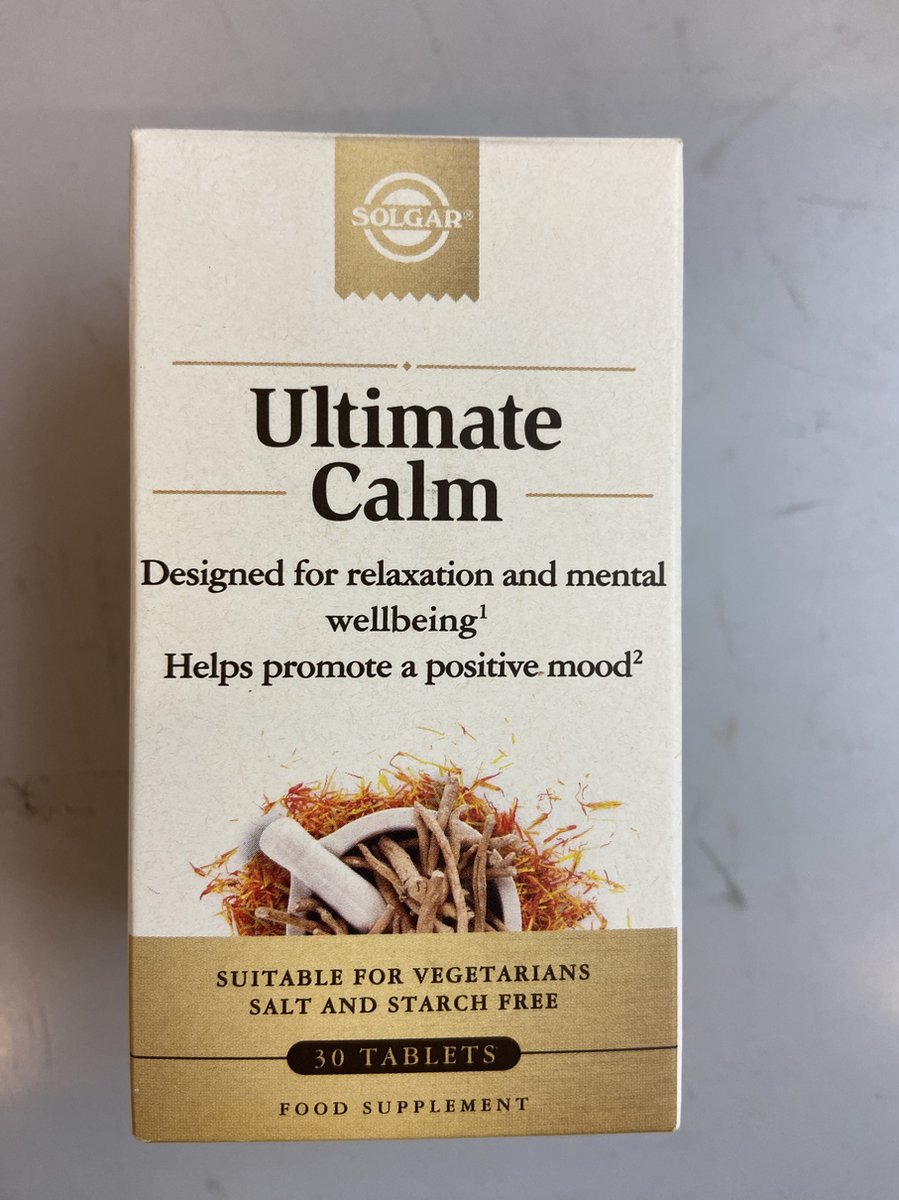 SOLGAR®
Ultimate
Calm
Designed for relaxation and mental
wellbeing¹
Helps promote a positive mood²
SUITABLE FOR VEGETARIANS
SALT AND STARCH FREE
30 TABLETS
FOOD SUPPLEMENT